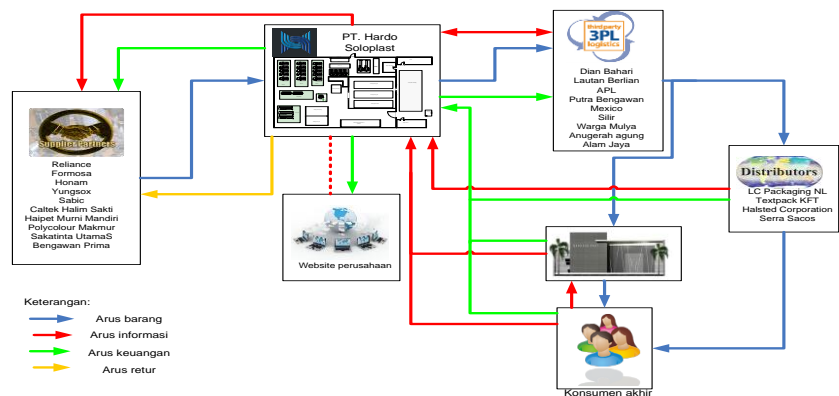 PT. Hardo
Soloplast
third party
3PL
logistics
Dian Bahari
Lautan Berlian
APL
Putra Bengawan
Mexico
Silir
Warga Mulya
Anugerah agung
Alam Jaya
Supplier Partners
Reliance
Formosa
Honam
Yungsox
Sabic
Caltek Halim Sakti
Haipet Murni Mandiri
Polycolour Makmur
Sakatinta UtamaS
Bengawan Prima
Distributors
LC Packaging NL
Textpack KFT
Halsted Corporation
Serra Sacos
Website perusahaan
Keterangan:
Arus barang
Arus informasi
Arus keuangan
Arus retur
Konsumen akhir